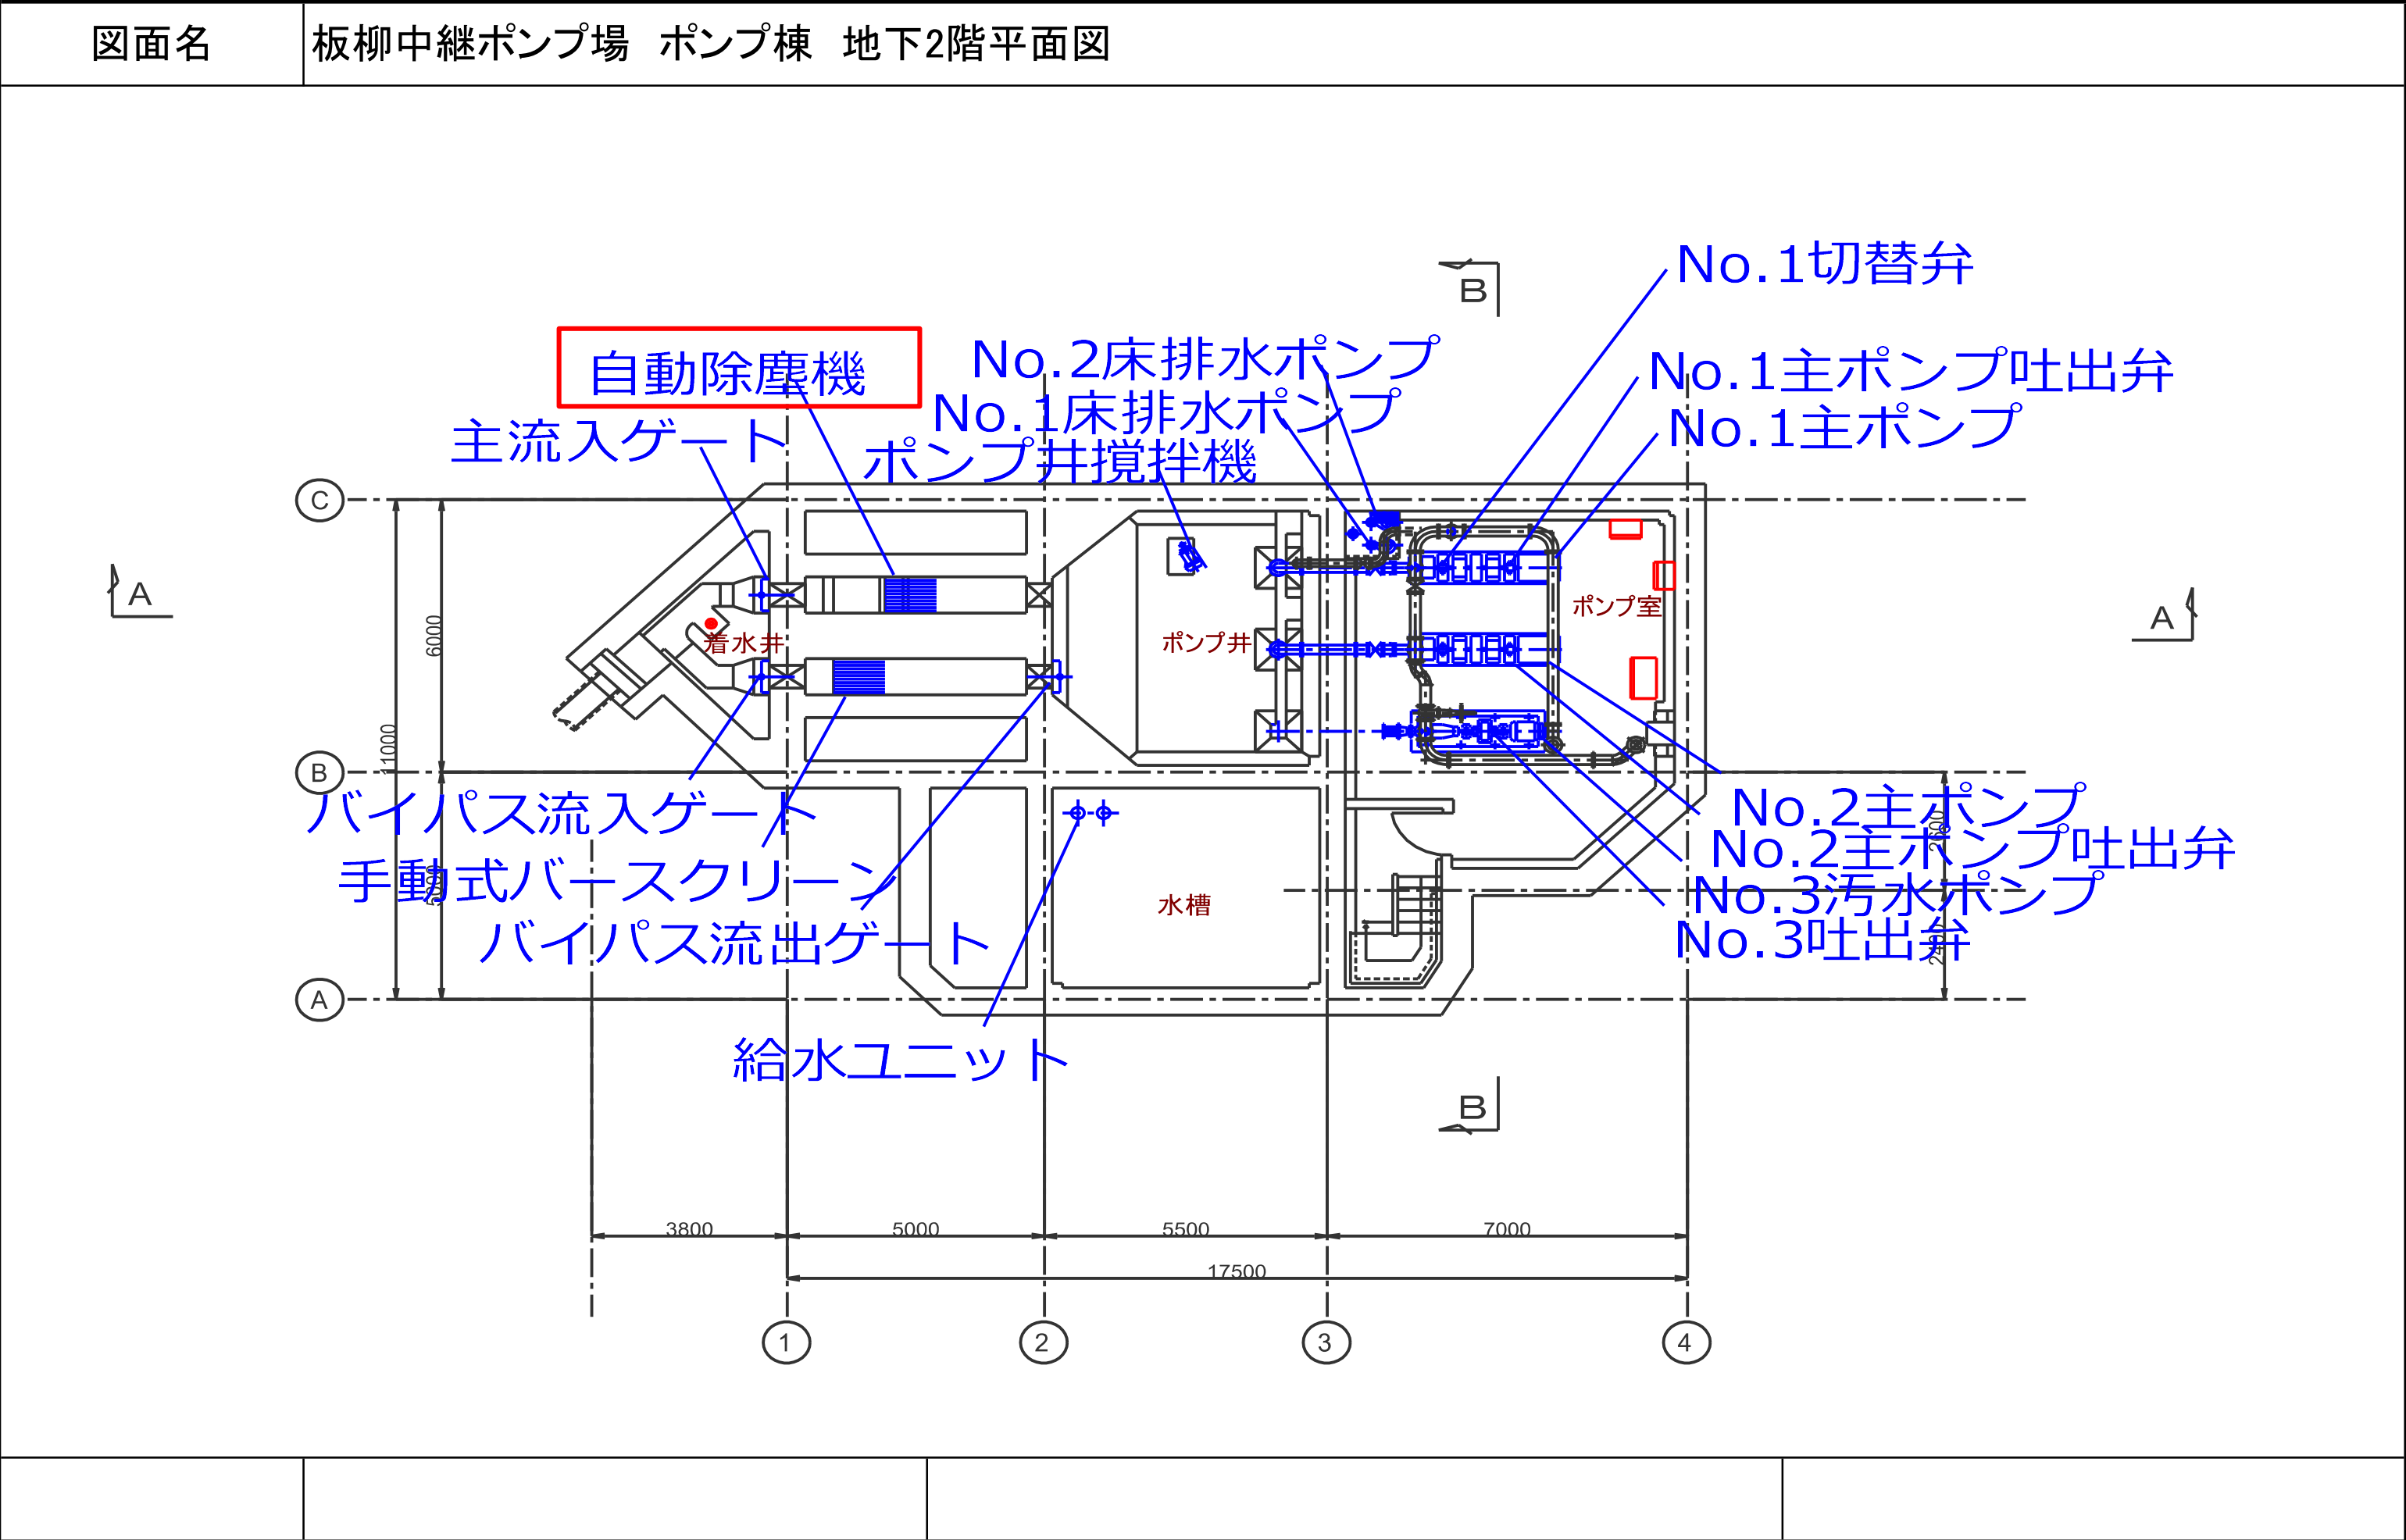 図面名
板柳中継ポンプ場　ポンプ棟　地下2階平面図
B
No.1切替弁
自動除塵機
No.2床排水ポンプ
No.1主ポンプ吐出弁
主流入ゲート
No.1床排水ポンプ
No.1主ポンプ
ポンプ井撹拌機
C
A
A
着水井
ポンプ井
ポンプ室
6000
11000
B
バイパス流入ゲート
No.2主ポンプ
2600
No.2主ポンプ吐出弁
手動式バースクリーン
5000
水槽
No.3汚水ポンプ
バイパス流出ゲート
No.3吐出弁
2400
A
給水ユニット
B
3800
5000
5500
7000
17500
1
2
3
4